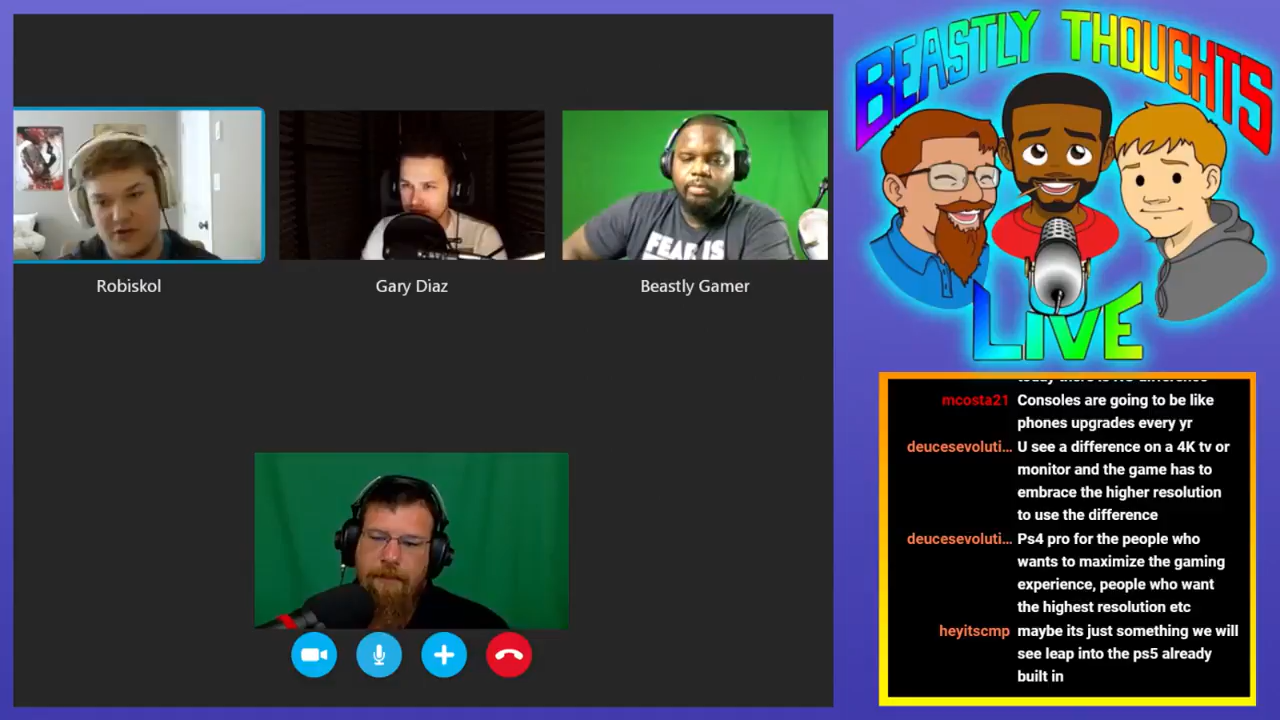 BEASTLY THOUGHTS
LIVE
Robiskol
Gary Diaz
FEAR IS
Beastly Gamer
mcosta21 Consoles are going to be like
phones upgrades every yr
deucesevoluti... U see a difference on a 4K tv or
monitor and the game has to
embrace the higher resolution
to use the difference
deucesevoluti... Ps4 pro for the people who
wants to maximize the gaming
experience, people who want
the highest resolution etc
heyitscmp maybe its just something we will
see leap into the ps5 already
built in